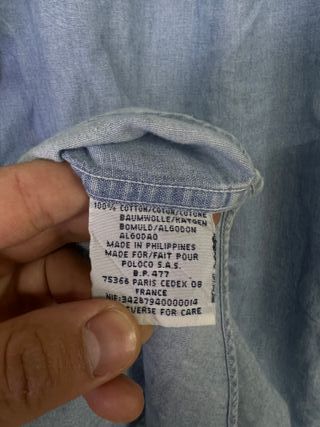 100% COTTON/COTON/COTONE
BAUMWOLLE/KATOEN
BOMULD/ALGODON
ALGODAO
MADE IN PHILIPPINES
MADE FOR/FAIT POUR
POLOCO S.A.S.
B.P. 477
75366 PARIS CEDEX 08
FRANCE
NIF:34287940000014
VERSE FOR CARE